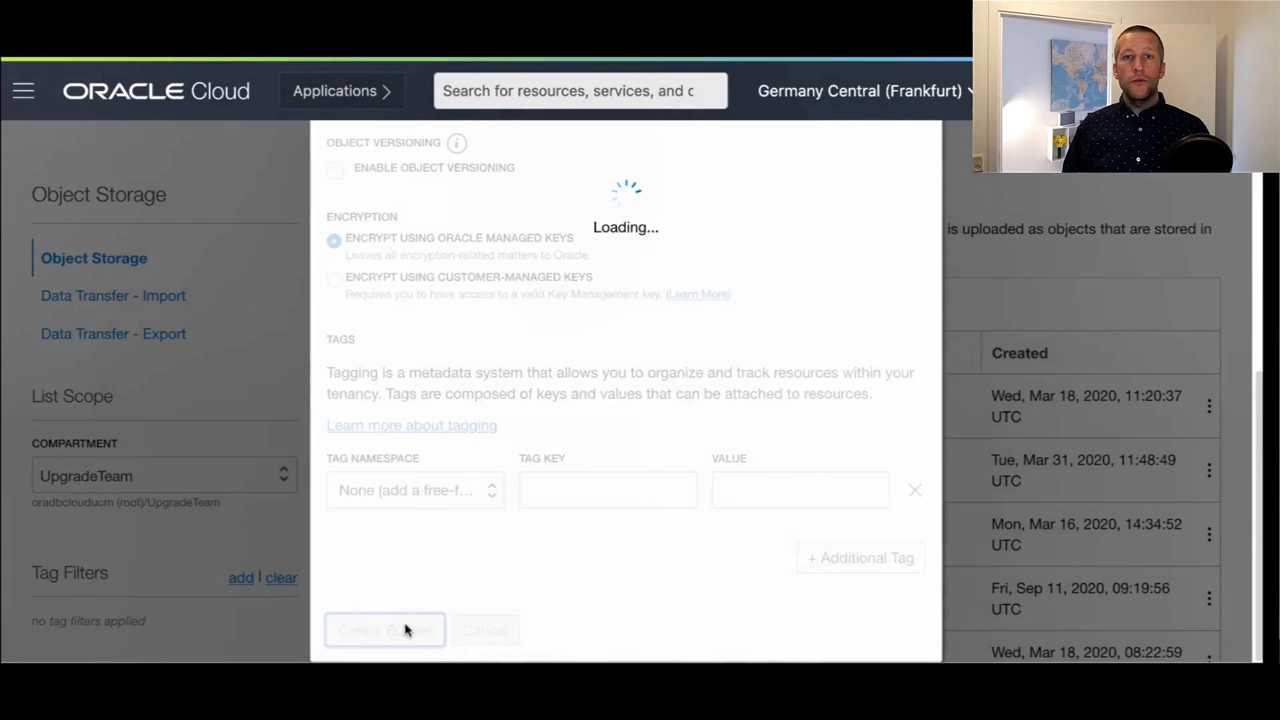 ORACLE Cloud
Applications
Search for resources, services, and c
Germany Central (Frankfurt)
Object Storage
Object Storage
Data Transfer - Import
Data Transfer - Export
List Scope
COMPARTMENT
UpgradeTeam
oradbclouducm (root)/UpgradeTeam
Tag Filters
add | clear
no tag filters applied
OBJECT VERSIONING
ENABLE OBJECT VERSIONING
Loading...
ENCRYPTION
ENCRYPT USING ORACLE MANAGED KEYS
Leaves all encryption-related matters to Oracle.
ENCRYPT USING CUSTOMER-MANAGED KEYS
Requires you to have access to a valid Key Management key. (Learn More)
TAGS
Tagging is a metadata system that allows you to organize and track resources within your
tenancy. Tags are composed of keys and values that can be attached to resources.
Learn more about tagging
TAG NAMESPACE
TAG KEY
VALUE
None (add a free-f...
+ Additional Tag
Create Bucket
Cancel
is uploaded as objects that are stored in
Created
Wed, Mar 18, 2020, 11:20:37
UTC
Tue, Mar 31, 2020, 11:48:49
UTC
Mon, Mar 16, 2020, 14:34:52
UTC
Fri, Sep 11, 2020, 09:19:56
UTC
Wed, Mar 18, 2020, 08:22:59